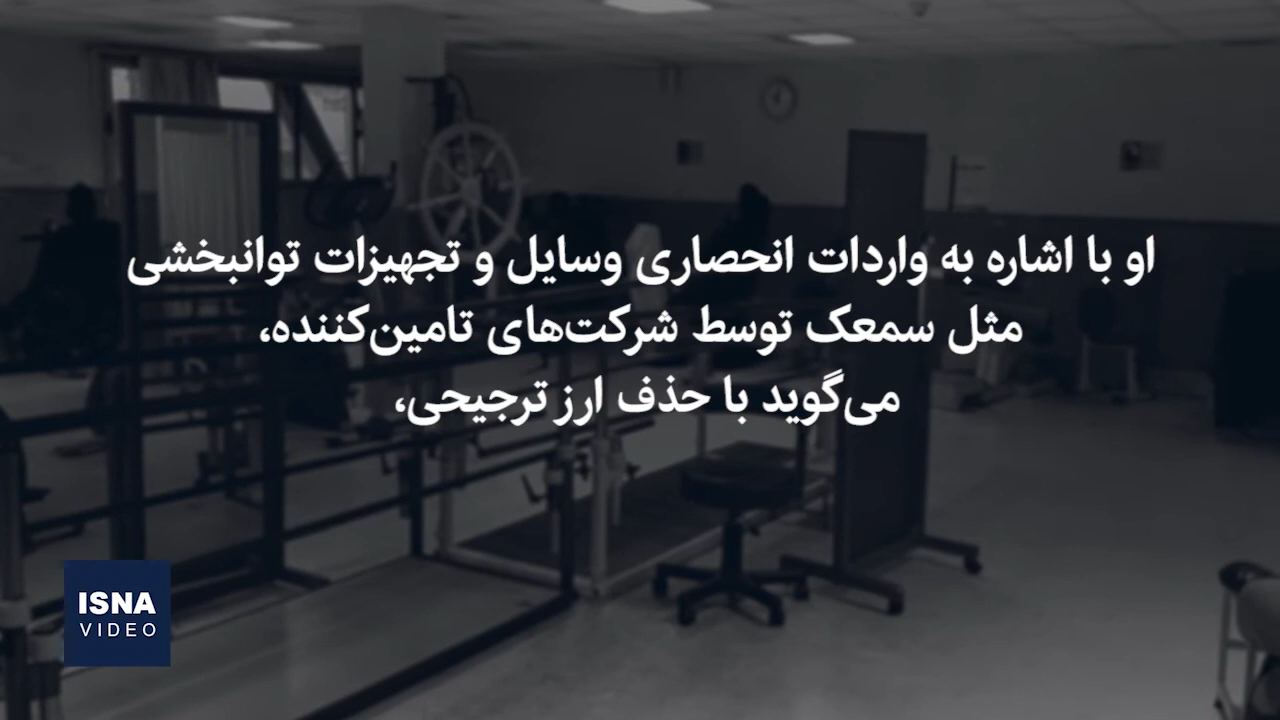 او با اشاره به واردات انحصاری وسایل و تجهیزات توانبخشی
مثل سمعک توسط شرکت‌های تامین‌کننده،
می‌گوید با حذف ارز ترجیحی،
ISNA
VIDEO